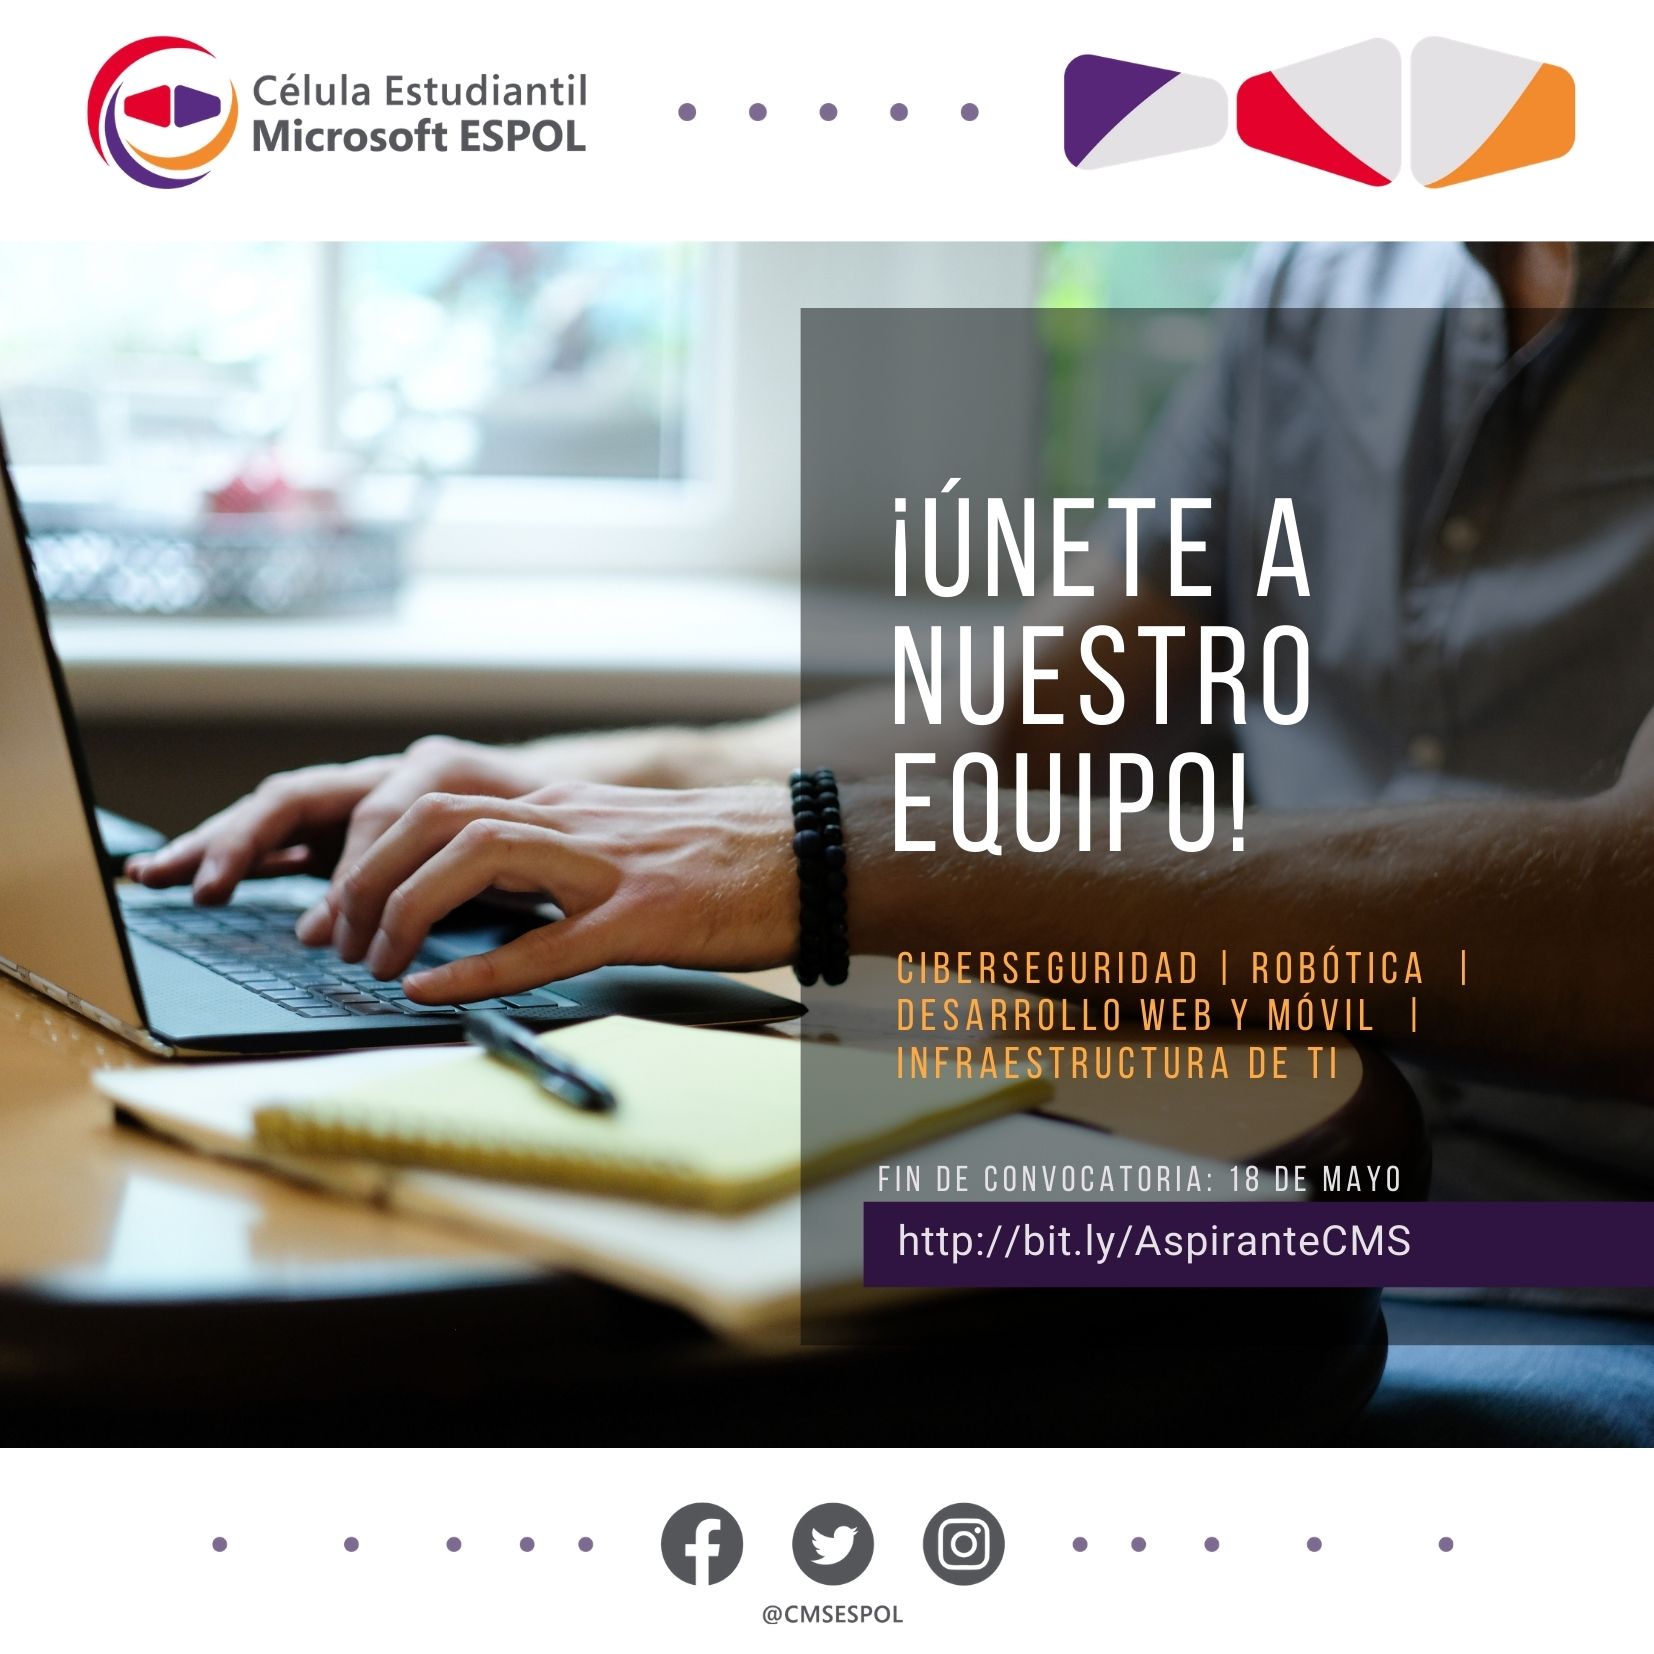 Célula Estudiantil
Microsoft ESPOL
¡ÚNETE A
NUESTRO
EQUIPO!
CIBERSEGURIDAD | ROBÓTICA |
DESARROLLO WEB Y MÓVIL |
INFRAESTRUCTURA DE TI
FIN DE CONVOCATORIA: 18 DE MAYO
http://bit.ly/AspiranteCMS
@CMSESPOL